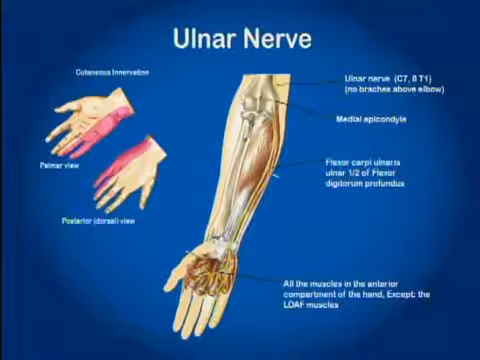 Ulnar Nerve
Cutaneous Innervation
Palmar view
Posterior (dorsal) view
Ulnar nerve (C7, 8 T1)
(no braches above elbow)
Medial epicondyle
Flexor carpi ulnaris
ulnar 1/2 of Flexor
digitorum profundus
All the muscles in the anterior
compartment of the hand, Except: the
LOAF muscles